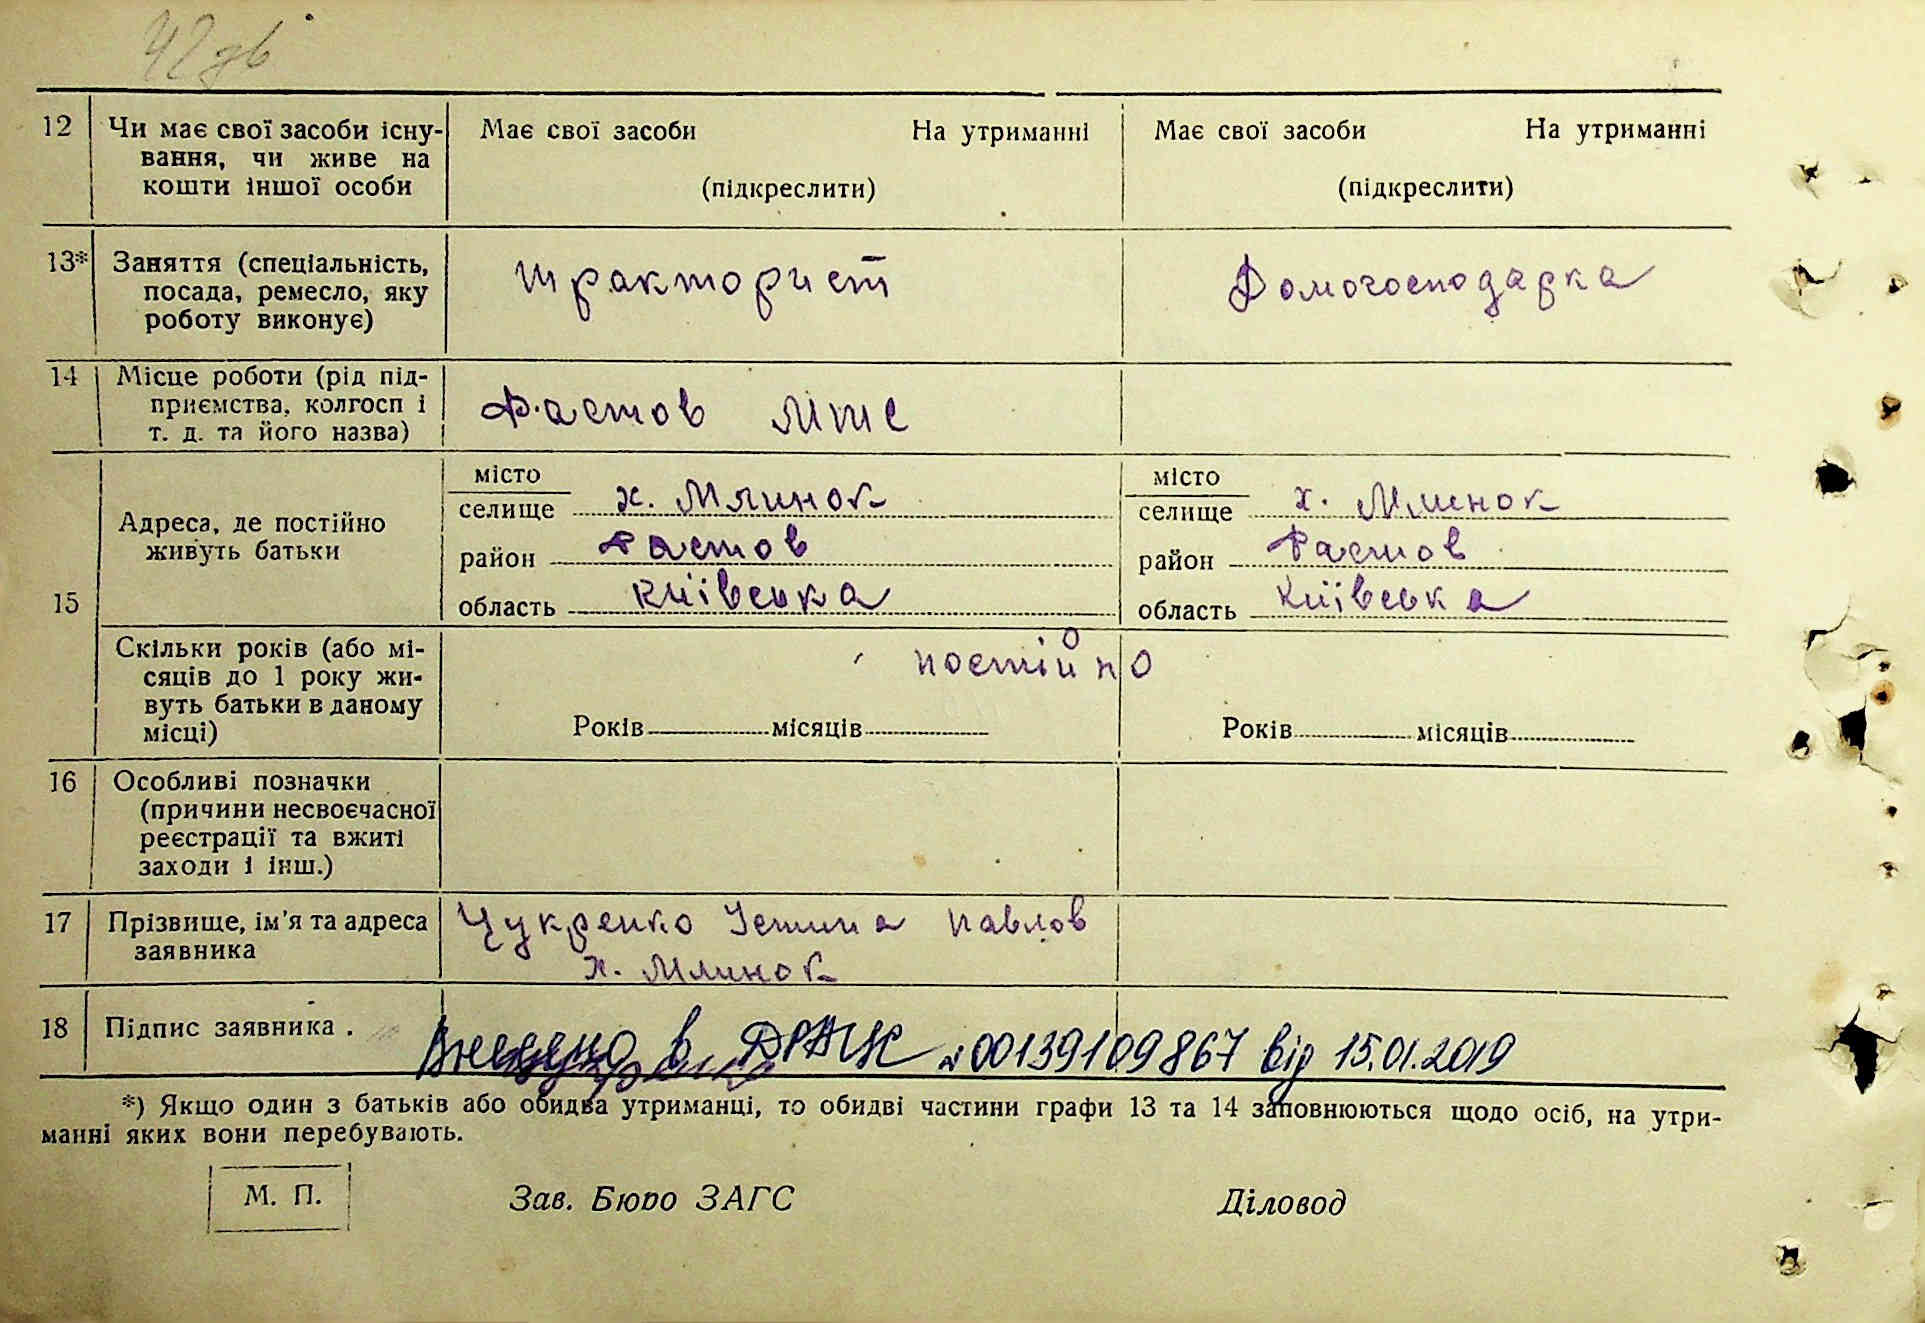 12 Чи має свої засоби існу-
вання, чи живе на
кошти іншої особи
Має свої засоби На утриманні
(підкреслити)
Має свої засоби На утриманні
(підкреслити)
13* Заняття (спеціальність,
посада, ремесло, яку
роботу виконує)
тракторист
Домогосподарка
14 Місце роботи (рід під-
приємства, колгосп і
т. д. та його назва)
Фастов МТС
15
Адреса, де постійно
живуть батьки
місто
селище х. Млинок
район Фастов
область Київська
місто
селище х. Млинок
район Фастов
область Київська
Скільки років (або мі-
сяців до 1 року жи-
вуть батьки в даному
місці)
постійно
Років місяців
Років місяців
16 Особливі позначки
(причини несвоєчасної
реєстрації та вжиті
заходи і інш.)
17 Прізвище, ім'я та адреса
заявника
Цукренко Устина Павлов
х. Млинок
18 Підпис заявника .
Внесено в ДРАЦС № 00139109867 від 15.01.2019
*) Якщо один з батьків або обидва утриманці, то обидві частини графи 13 та 14 заповнюються щодо осіб, на утри-
манні яких вони перебувають.
М. П.
Зав. Бюро ЗАГС
Діловод